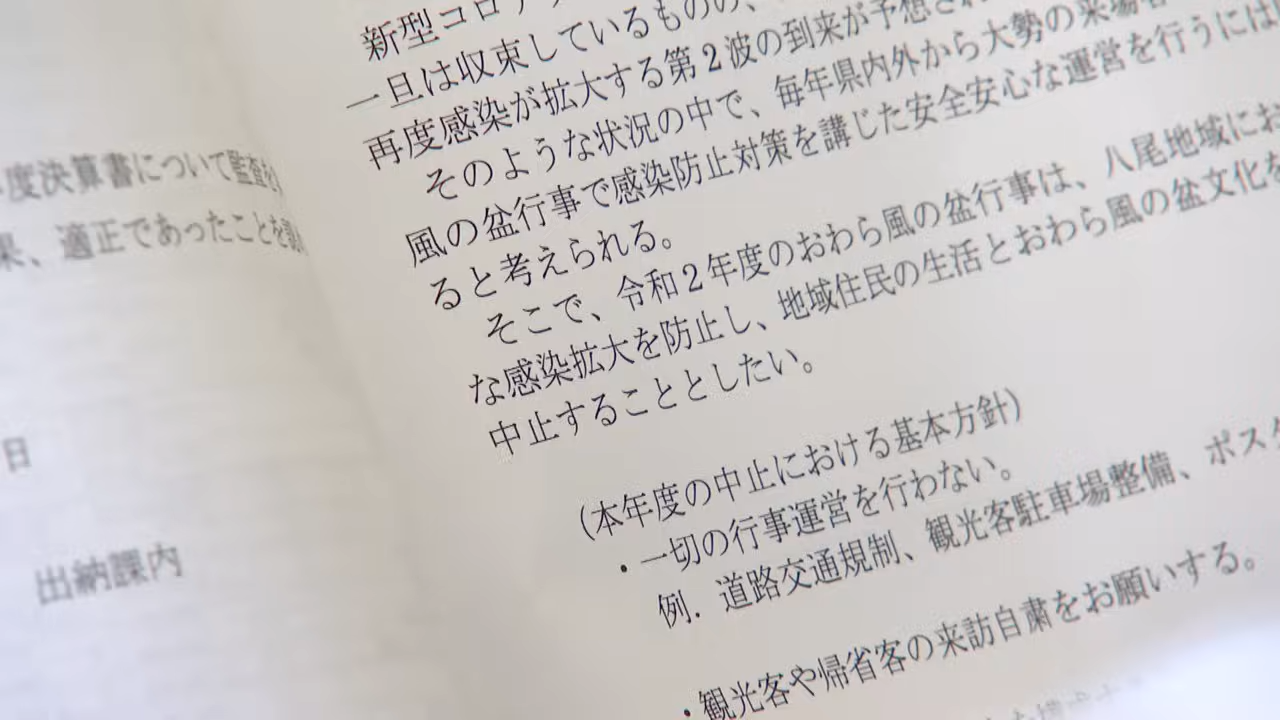 度決算書について監査
果、適正であったことを認
日
出納課内
新型コロナ
一旦は収束しているものの、
再度感染が拡大する第2波の到来が予想され
そのような状況の中で、毎年県内外から大勢の来場者
風の盆行事で感染防止対策を講じた安全安心な運営を行うには
ると考えられる。
そこで、令和2年度のおわら風の盆行事は、八尾地域にお
な感染拡大を防止し、地域住民の生活とおわら風の盆文化を
中止することとしたい。
(本年度の中止における基本方針)
・一切の行事運営を行わない。
例．道路交通規制、観光客駐車場整備、ポスタ
・観光客や帰省客の来訪自粛をお願いする。